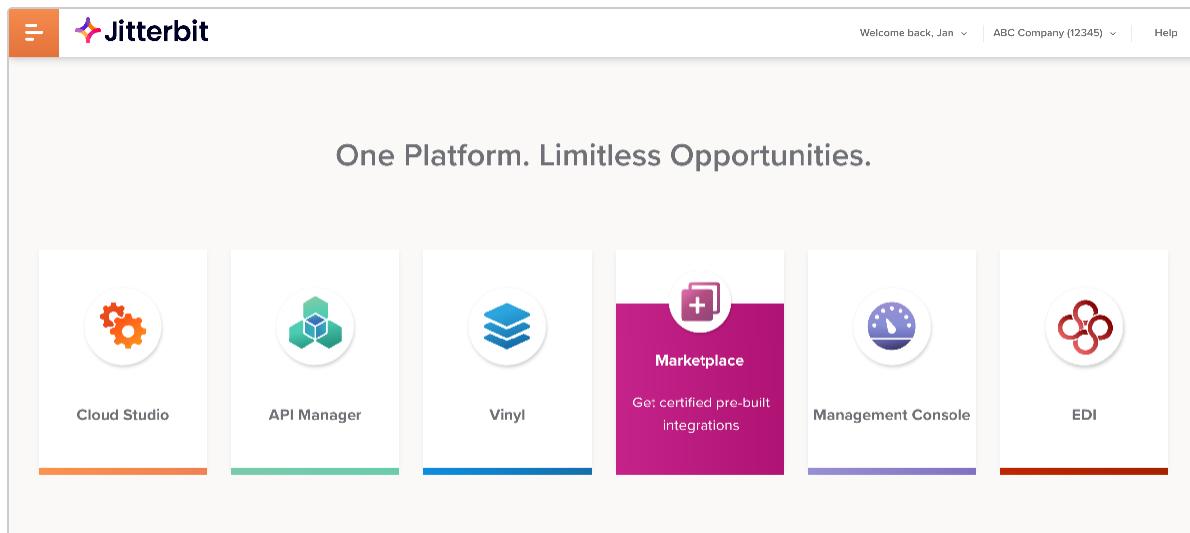 Jitterbit
Welcome back, Jan
ABC Company (12345)
Help
One Platform. Limitless Opportunities.
Cloud Studio
API Manager
Vinyl
Marketplace
Get certified pre-built
integrations
Management Console
EDI